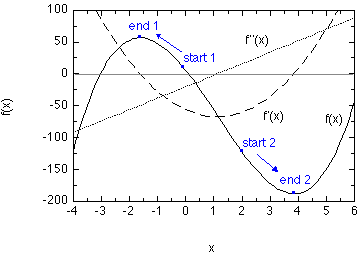 100
50
0
-50
-100
-150
-200
f(x)
end 1
start 1
f''(x)
f'(x)
f(x)
start 2
end 2
-4 -3 -2 -1 0 1 2 3 4 5 6
x